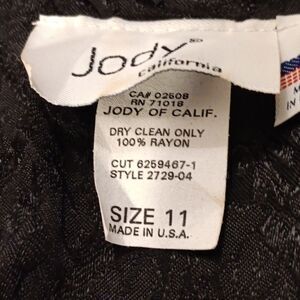 Jody
California
CA# 02508
RN 71018
JODY OF CALIF.
DRY CLEAN ONLY
100% RAYON
CUT 6259467-1
STYLE 2729-04
SIZE 11
MADE IN U.S.A.